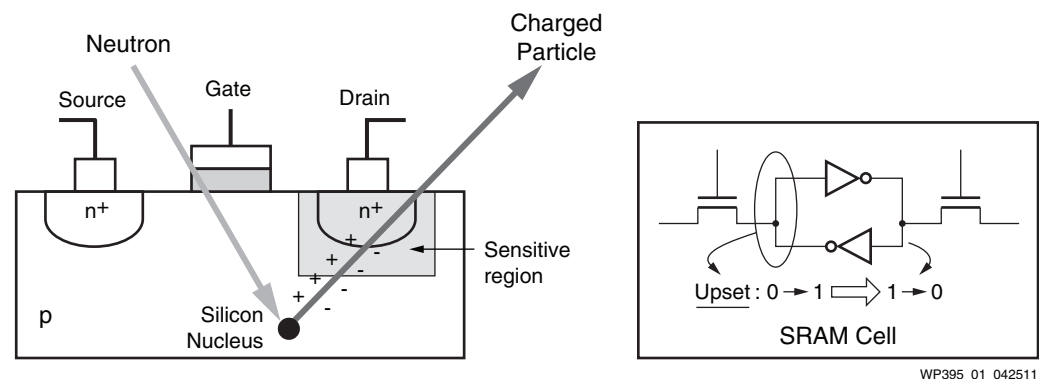 Neutron
Charged
Particle
Source
Gate
Drain
n+
n+
+
-
+
-
+
-
+
-
Sensitive
region
Silicon
Nucleus
p
Upset : 0 → 1 ⇨ 1 → 0
SRAM Cell
WP395_01_042511